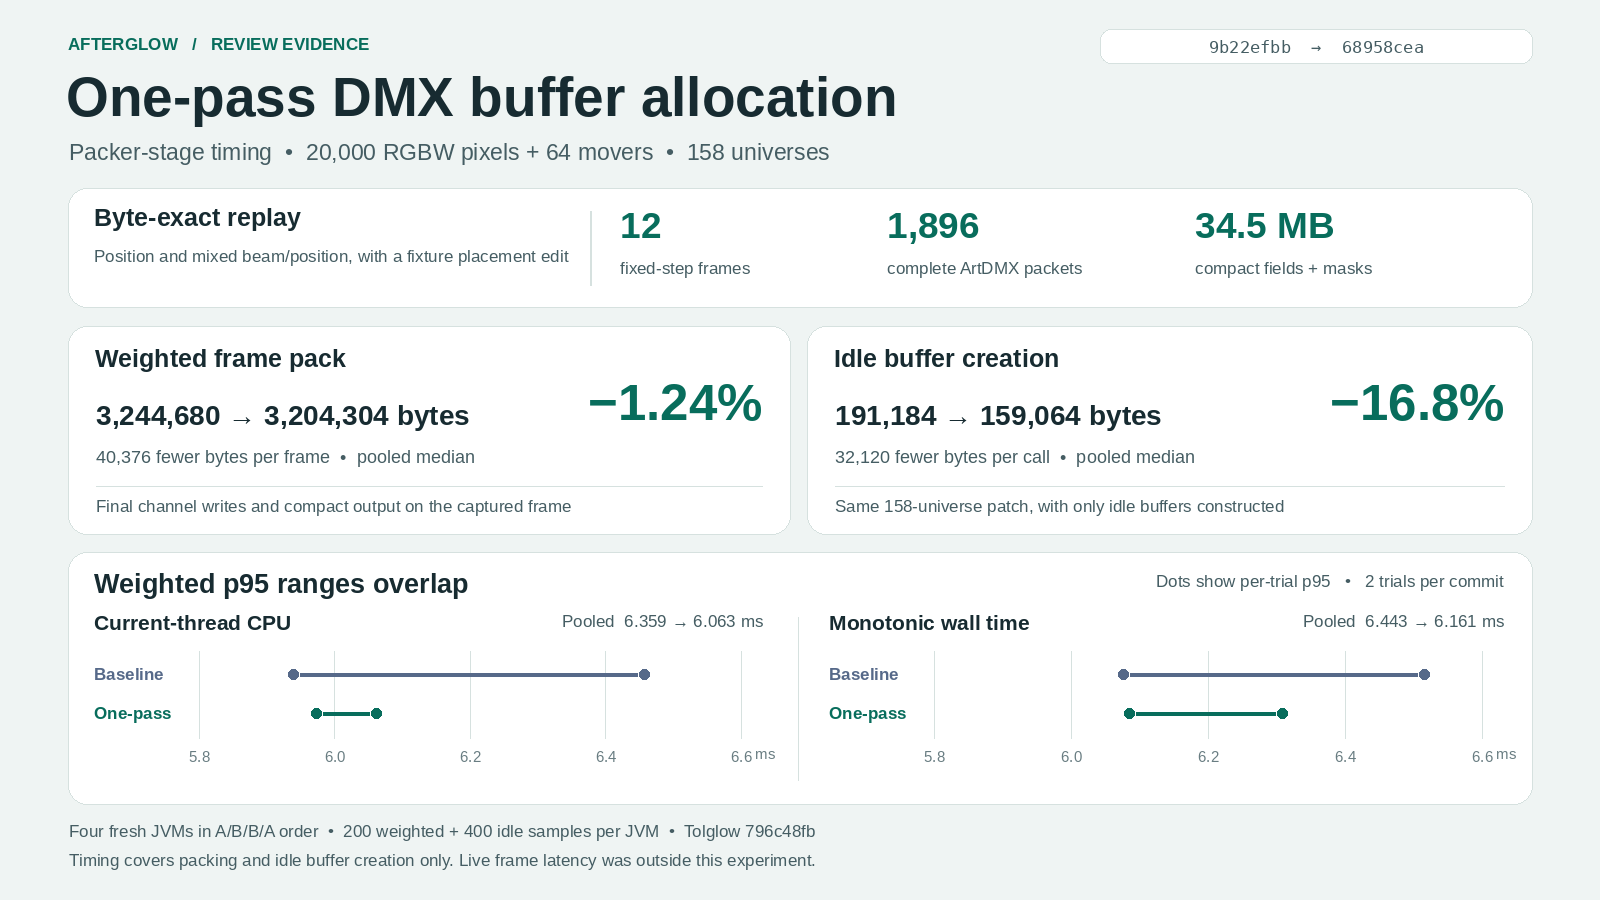 AFTERGLOW / REVIEW EVIDENCE
9b22efbb → 68958cea
One-pass DMX buffer allocation
Packer-stage timing • 20,000 RGBW pixels + 64 movers • 158 universes
Byte-exact replay
Position and mixed beam/position, with a fixture placement edit
12
fixed-step frames
1,896
complete ArtDMX packets
34.5 MB
compact fields + masks
Weighted frame pack
3,244,680 → 3,204,304 bytes
−1.24%
40,376 fewer bytes per frame • pooled median
Final channel writes and compact output on the captured frame
Idle buffer creation
191,184 → 159,064 bytes
−16.8%
32,120 fewer bytes per call • pooled median
Same 158-universe patch, with only idle buffers constructed
Weighted p95 ranges overlap
Dots show per-trial p95 • 2 trials per commit
Current-thread CPU
Pooled 6.359 → 6.063 ms
Baseline
One-pass
5.8 6.0 6.2 6.4 6.6 ms
Monotonic wall time
Pooled 6.443 → 6.161 ms
Baseline
One-pass
5.8 6.0 6.2 6.4 6.6 ms
Four fresh JVMs in A/B/B/A order • 200 weighted + 400 idle samples per JVM • Tolglow 796c48fb
Timing covers packing and idle buffer creation only. Live frame latency was outside this experiment.